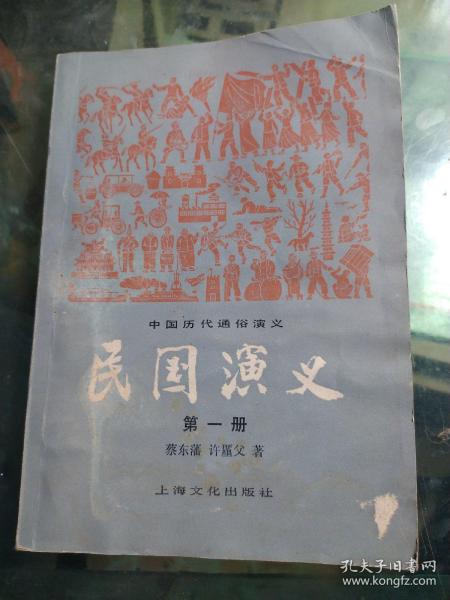 中国历代通俗演义
民国演义
第一册
蔡东藩 许廑父 著
上海文化出版社
孔夫子旧书网
www.kongfz.com